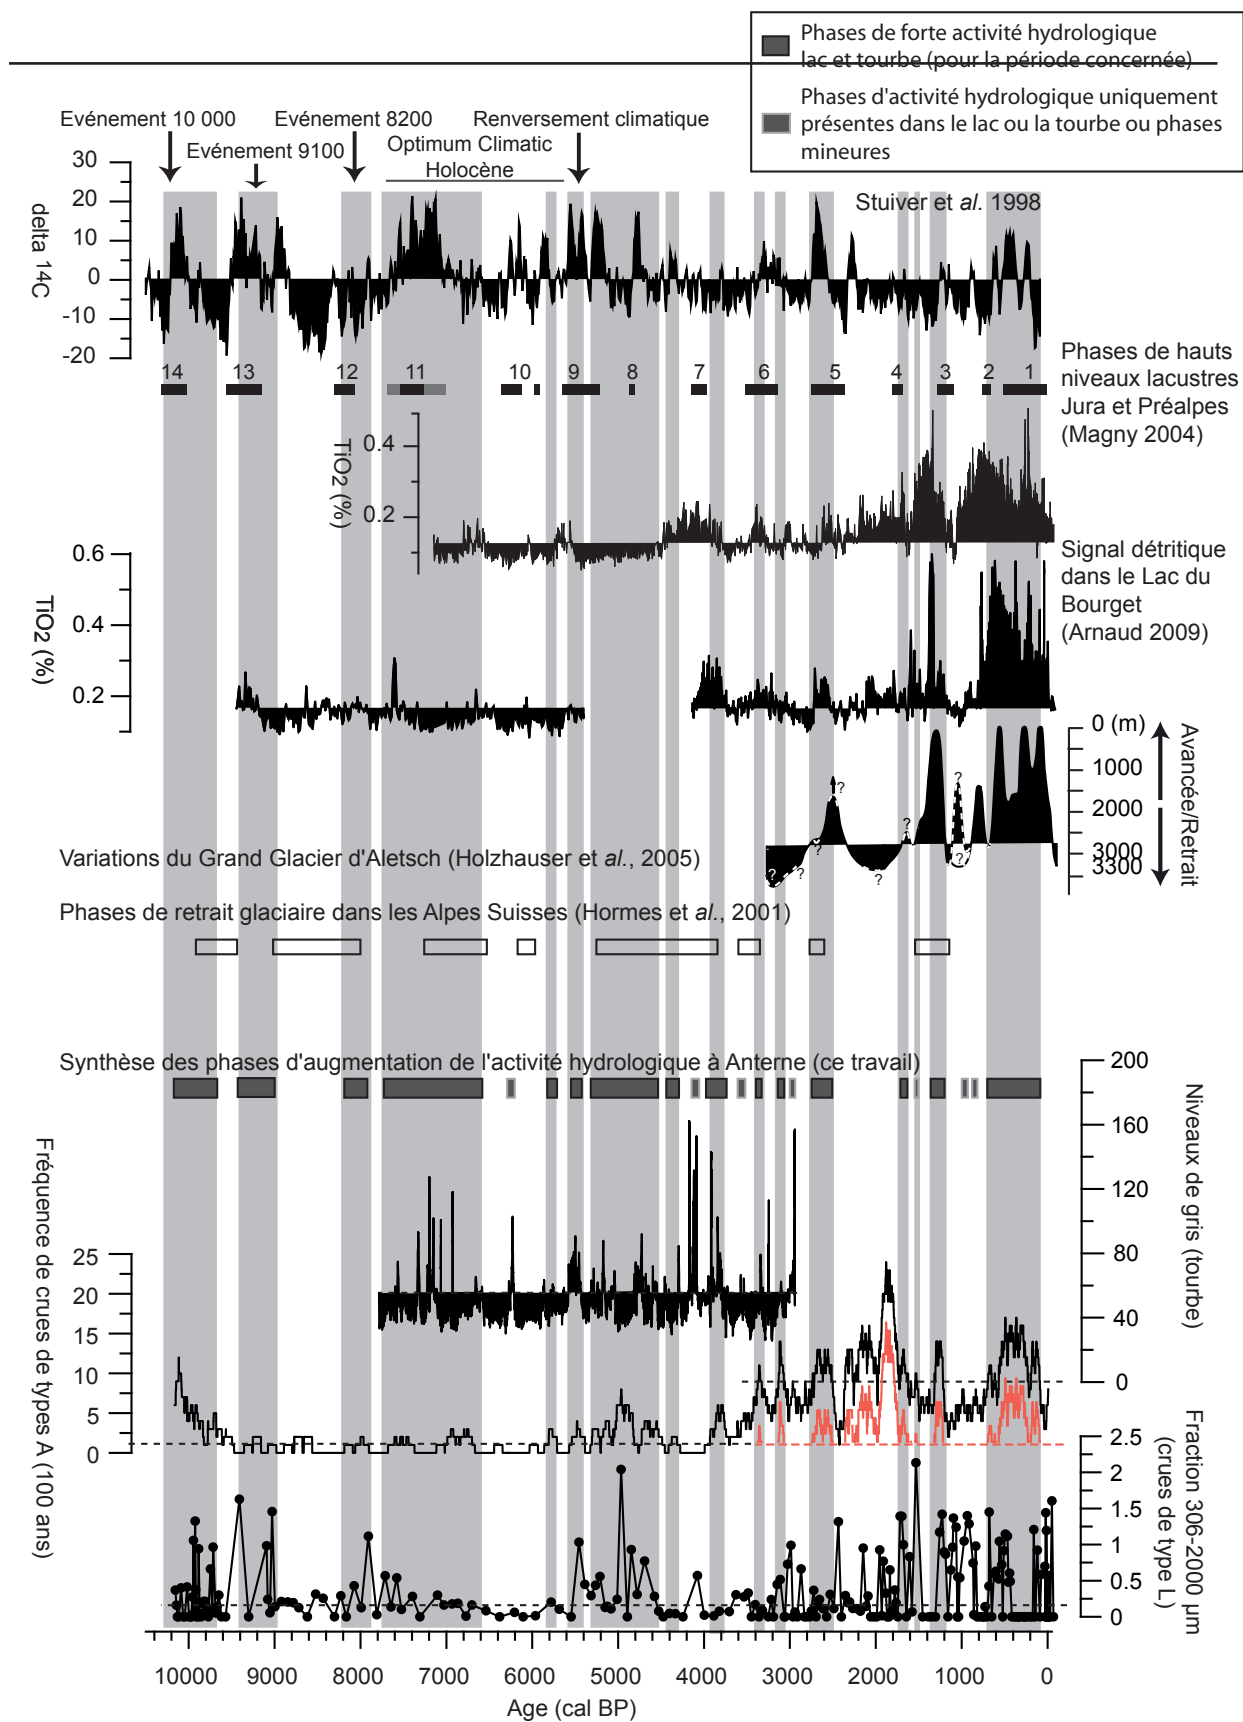 Phases de forte activité hydrologique
lac et tourbe (pour la période concernée)
Phases d'activité hydrologique uniquement
présentes dans le lac ou la tourbe ou phases
mineures
Evénement 10 000
Evénement 8200
Renversement climatique
Evénement 9100
Optimum Climatic
Holocène
Stuiver et al. 1998
delta 14C
30
20
10
0
-10
-20
14 13 12 11 10 9 8 7 6 5 4 3 2 1
Phases de hauts
niveaux lacustres
Jura et Préalpes
(Magny 2004)
TiO2 (%)
0.4
0.2
Signal détritique
dans le Lac du
Bourget
(Arnaud 2009)
TiO2 (%)
0.6
0.4
0.2
0 (m)
1000
2000
3000
3300
Avancée/Retrait
? ? ? ? ? ? ? ? ?
Variations du Grand Glacier d'Aletsch (Holzhauser et al., 2005)
Phases de retrait glaciaire dans les Alpes Suisses (Hormes et al., 2001)
Synthèse des phases d'augmentation de l'activité hydrologique à Anterne (ce travail)
200
160
120
80
40
0
Niveaux de gris (tourbe)
Fréquence de crues de types A (100 ans)
25
20
15
10
5
0
2.5
2
1.5
1
0.5
0
Fraction 306-2000 µm
(crues de type L)
10000 9000 8000 7000 6000 5000 4000 3000 2000 1000 0
Age (cal BP)